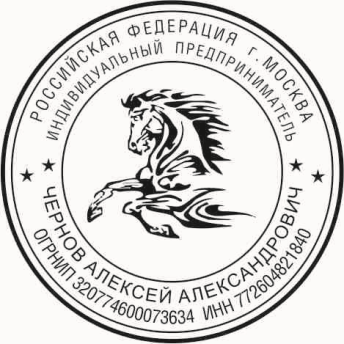 РОССИЙСКАЯ ФЕДЕРАЦИЯ г. МОСКВА
ИНДИВИДУАЛЬНЫЙ ПРЕДПРИНИМАТЕЛЬ
ЧЕРНОВ АЛЕКСЕЙ АЛЕКСАНДРОВИЧ
ОГРНИП 320774600073634 ИНН 772604821840